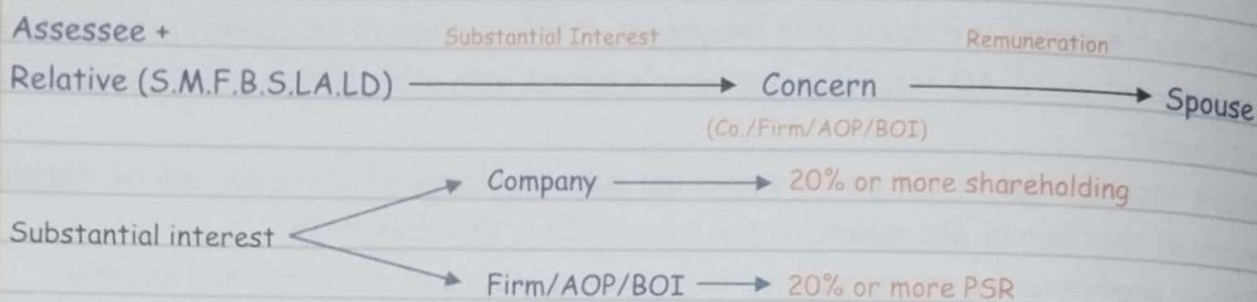 Assessee +
Substantial Interest
Remuneration
Relative (S.M.F.B.S.LA.LD)
Concern
Spouse
(Co./Firm/AOP/BOI)
Company
20% or more shareholding
Substantial interest
Firm/AOP/BOI
20% or more PSR